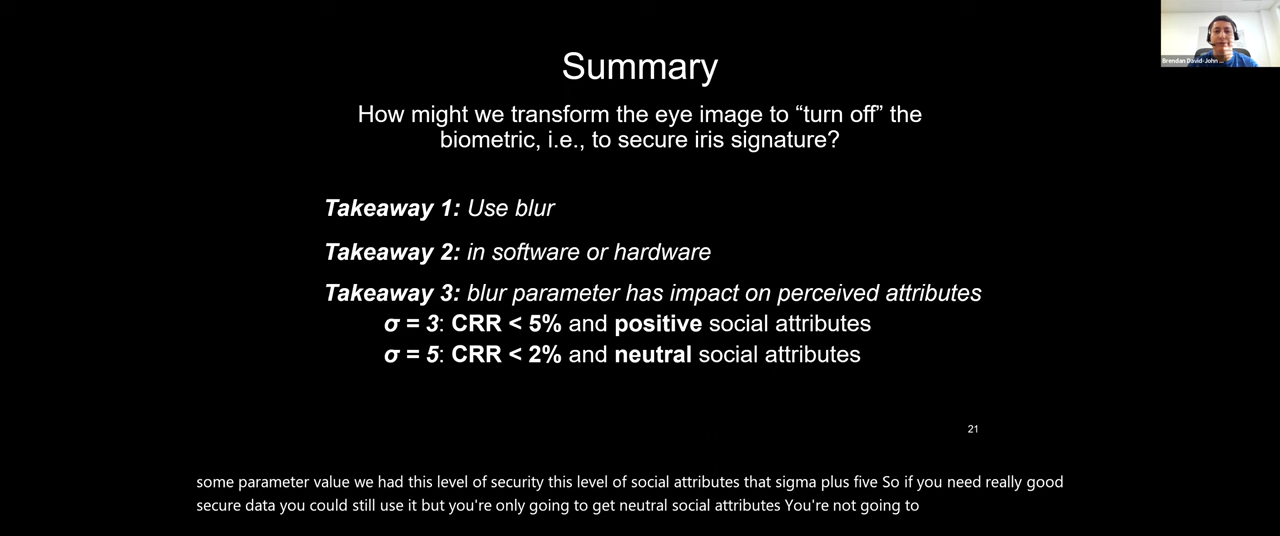 Brendan David-John ...
Summary
How might we transform the eye image to “turn off” the
biometric, i.e., to secure iris signature?
Takeaway 1: Use blur
Takeaway 2: in software or hardware
Takeaway 3: blur parameter has impact on perceived attributes
σ = 3: CRR < 5% and positive social attributes
σ = 5: CRR < 2% and neutral social attributes
21
some parameter value we had this level of security this level of social attributes that sigma plus five So if you need really good
secure data you could still use it but you're only going to get neutral social attributes You're not going to